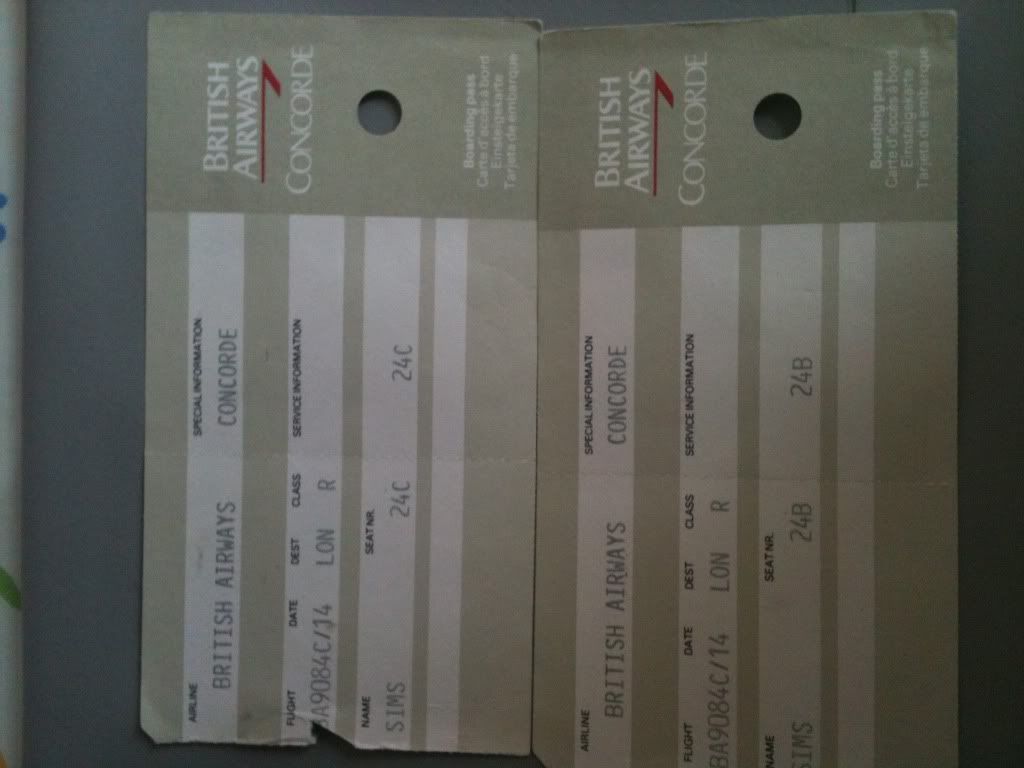 BRITISH
AIRWAYS
CONCORDE
Boarding pass
Carte d'accès à bord
Einsteigekarte
Tarjeta de embarque
AIRLINE SPECIAL INFORMATION
BRITISH AIRWAYS CONCORDE
FLIGHT DATE DEST CLASS SERVICE INFORMATION
BA9084C/14 LON R
NAME SEAT NR.
SIMS 24C 24C
BRITISH
AIRWAYS
CONCORDE
Boarding pass
Carte d'accès à bord
Einsteigekarte
Tarjeta de embarque
AIRLINE SPECIAL INFORMATION
BRITISH AIRWAYS CONCORDE
FLIGHT DATE DEST CLASS SERVICE INFORMATION
BA9084C/14 LON R
NAME SEAT NR.
SIMS 24B 24B